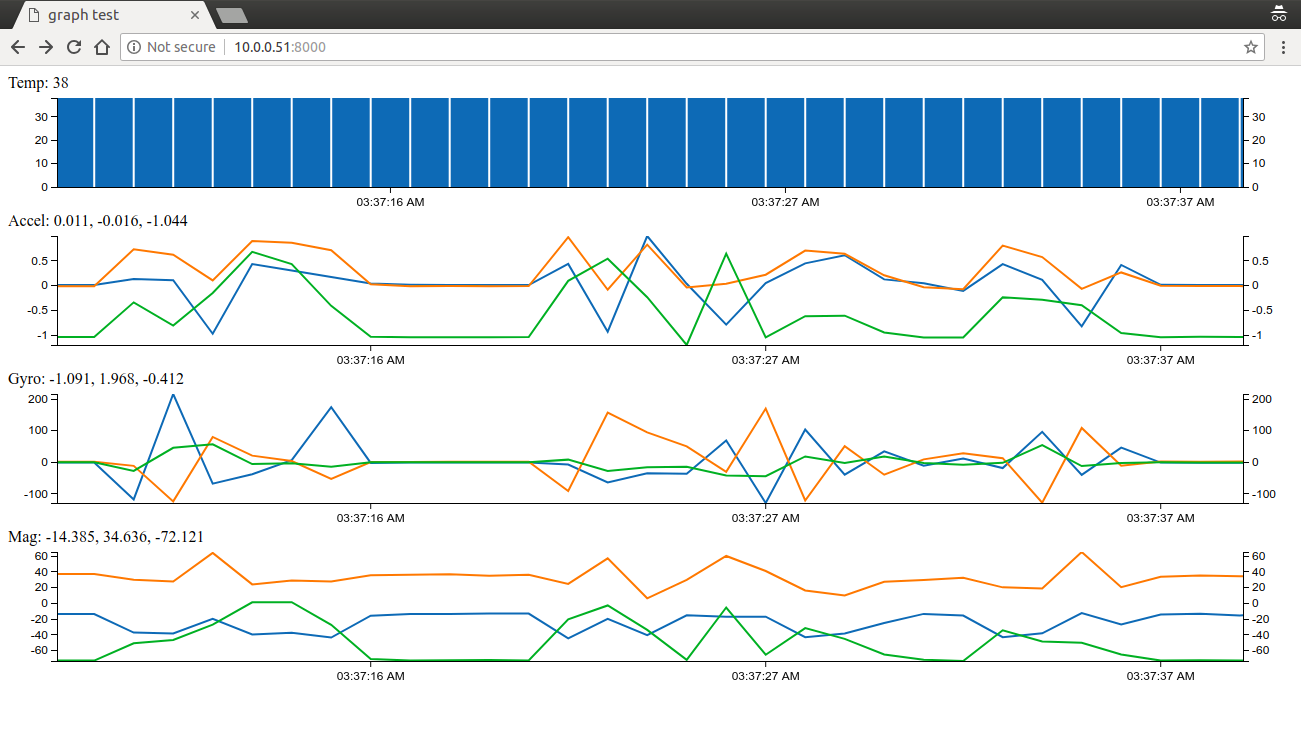 graph test
Not secure 10.0.0.51:8000
Temp: 38
30 30
20 20
10 10
0 0
03:37:16 AM 03:37:27 AM 03:37:37 AM
Accel: 0.011, -0.016, -1.044
0.5 0.5
0 0
-0.5 -0.5
-1 -1
03:37:16 AM 03:37:27 AM 03:37:37 AM
Gyro: -1.091, 1.968, -0.412
200 200
100 100
0 0
-100 -100
03:37:16 AM 03:37:27 AM 03:37:37 AM
Mag: -14.385, 34.636, -72.121
60 60
40 40
20 20
0 0
-20 -20
-40 -40
-60 -60
03:37:16 AM 03:37:27 AM 03:37:37 AM